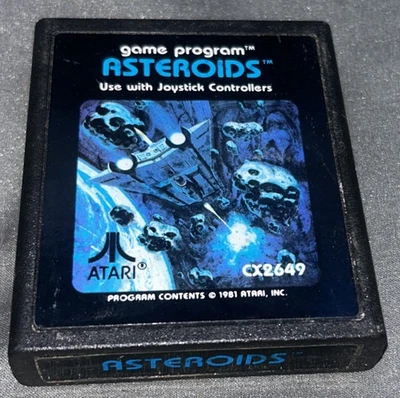 game program™
ASTEROIDS™
Use with Joystick Controllers
ATARI®
CX2649
PROGRAM CONTENTS © 1981 ATARI, INC.
ASTEROIDS